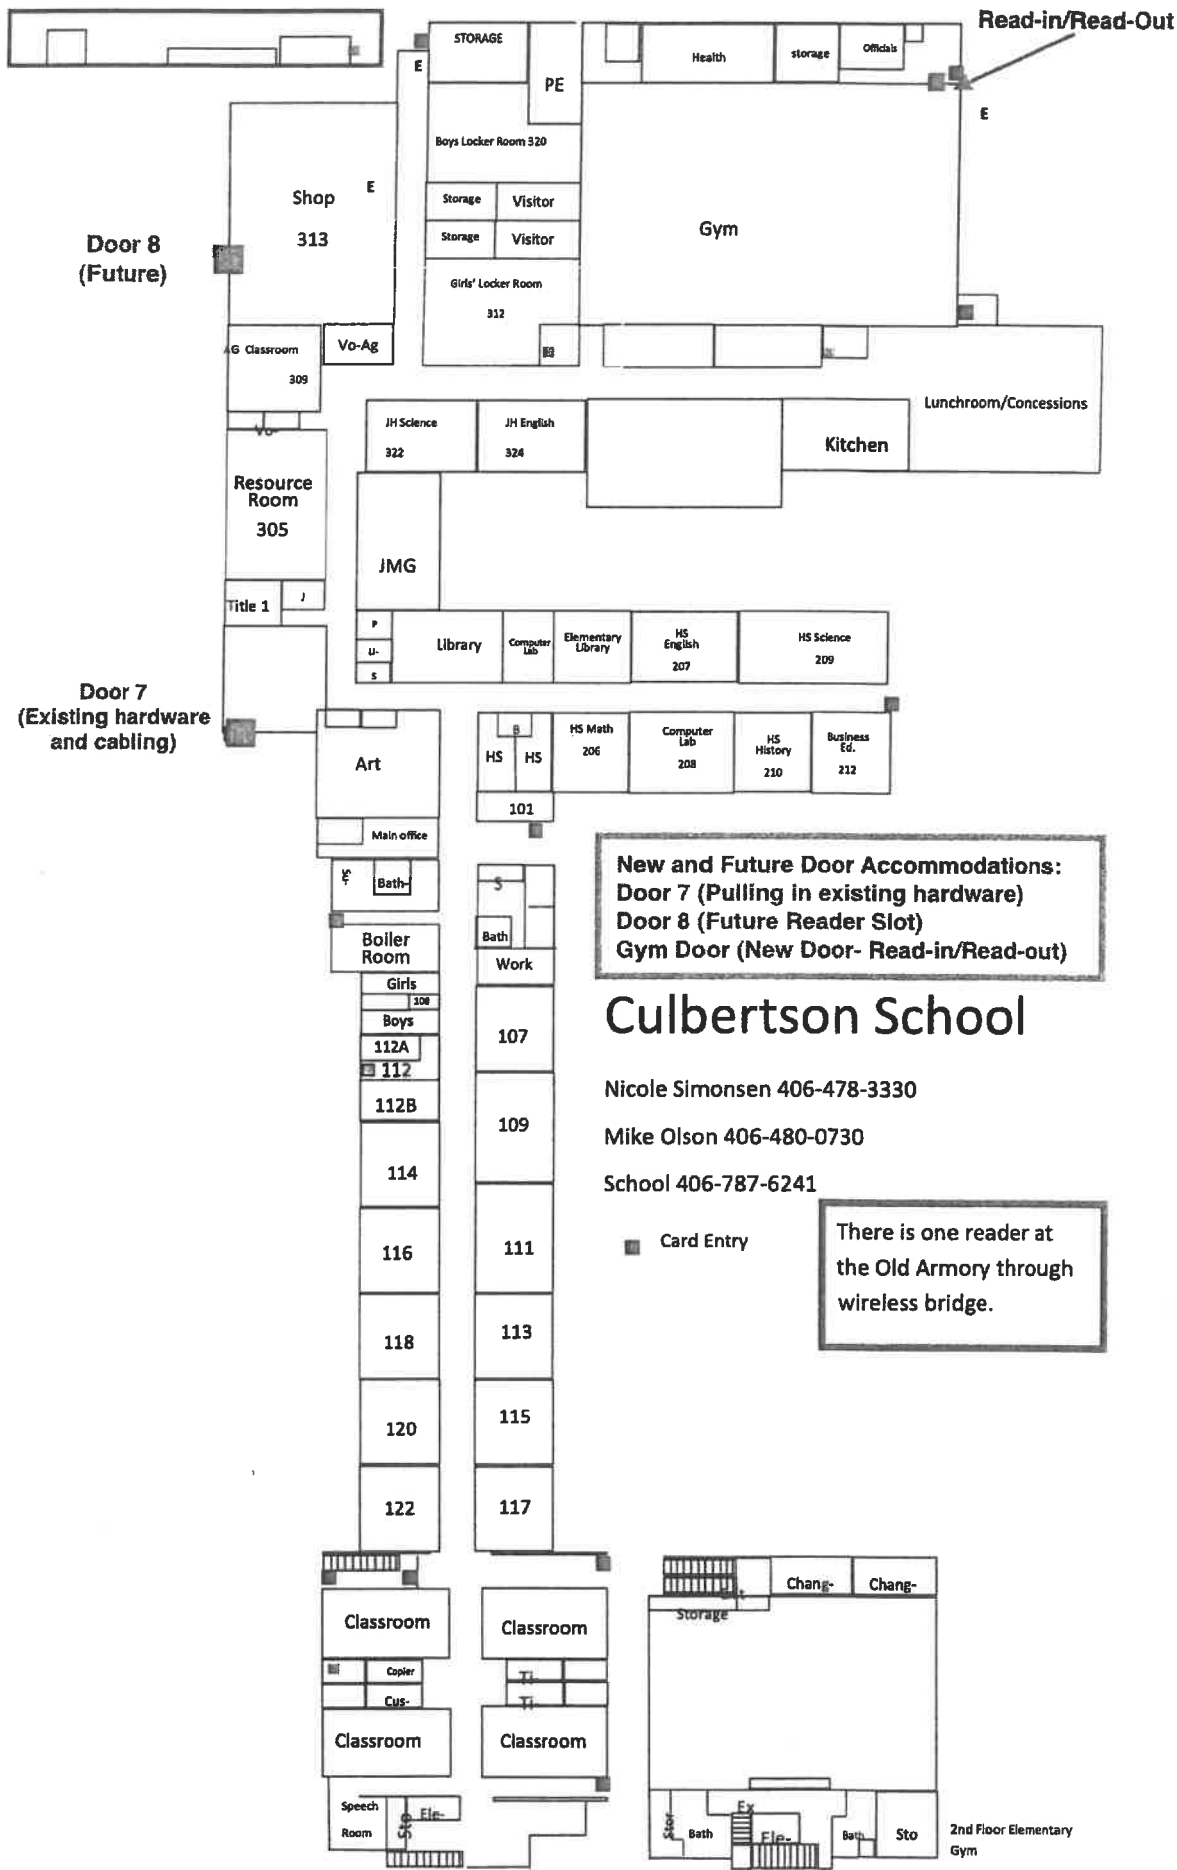 Read-in/Read-Out
STORAGE
E
PE
Health
storage
Officials
E
Boys Locker Room 320
Shop
E
313
Storage
Visitor
Storage
Visitor
Gym
Door 8
(Future)
Girls' Locker Room
312
AG Classroom
309
Vo-Ag
Vo-
Lunchroom/Concessions
JH Science
322
JH English
324
Kitchen
Resource
Room
305
JMG
Title 1
J
P
U-
S
Library
Computer
Lab
Elementary
Library
HS
English
207
HS Science
209
Door 7
(Existing hardware
and cabling)
Art
B
HS
HS
HS Math
206
Computer
Lab
208
HS
History
210
Business
Ed.
212
101
Main office
Bath-
S
Bath
Work
Boiler
Room
Girls
108
Boys
112A
112
112B
107
109
114
116
111
118
113
120
115
122
117
New and Future Door Accommodations:
Door 7 (Pulling in existing hardware)
Door 8 (Future Reader Slot)
Gym Door (New Door- Read-in/Read-out)
Culbertson School
Nicole Simonsen 406-478-3330
Mike Olson 406-480-0730
School 406-787-6241
Card Entry
There is one reader at
the Old Armory through
wireless bridge.
Classroom
Classroom
Copier
Cus-
Ti-
Ti-
Classroom
Classroom
Speech
Room
Sto
Ele-
Chang-
Chang-
Storage
Stor
Bath
Ex
Ele-
Bath
Sto
2nd Floor Elementary
Gym